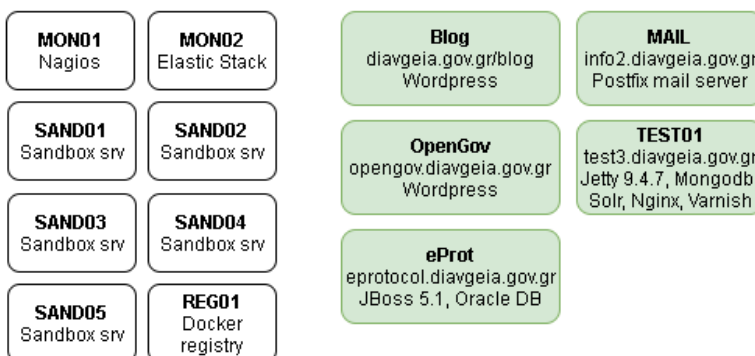 MON01
Nagios
MON02
Elastic Stack
SAND01
Sandbox srv
SAND02
Sandbox srv
SAND03
Sandbox srv
SAND04
Sandbox srv
SAND05
Sandbox srv
REG01
Docker
registry
Blog
diavgeia.gov.gr/blog
Wordpress
MAIL
info2.diavgeia.gov.gr
Postfix mail server
OpenGov
opengov.diavgeia.gov.gr
Wordpress
TEST01
test3.diavgeia.gov.gr
Jetty 9.4.7, Mongodb
Solr, Nginx, Varnish
eProt
eprotocol.diavgeia.gov.gr
JBoss 5.1, Oracle DB